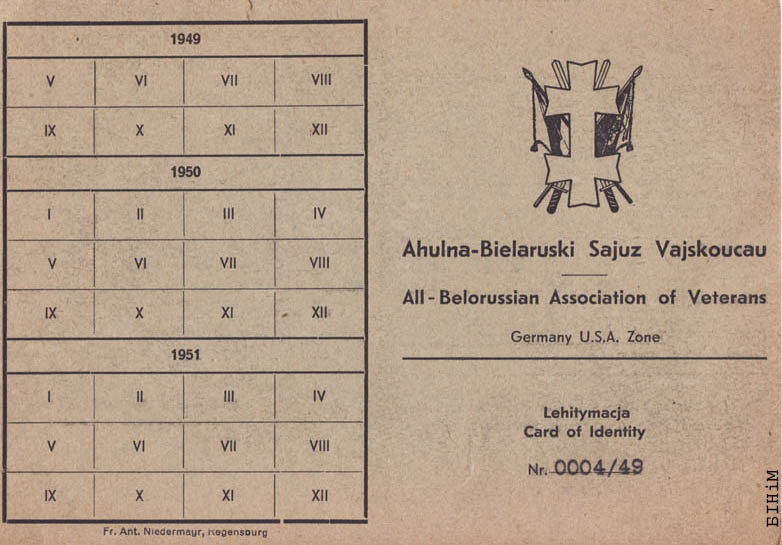 1949
V VI VII VIII
IX X XI XII
1950
I II III IV
V VI VII VIII
IX X XI XII
1951
I II III IV
V VI VII VIII
IX X XI XII
Fr. Ant. Niedermayr, Regensburg
Ahulna-Bielaruski Sajuz Vajskoucau
All-Belorussian Association of Veterans
Germany U.S.A. Zone
Lehitymacja
Card of Identity
Nr. 0004/49
БІНіМ